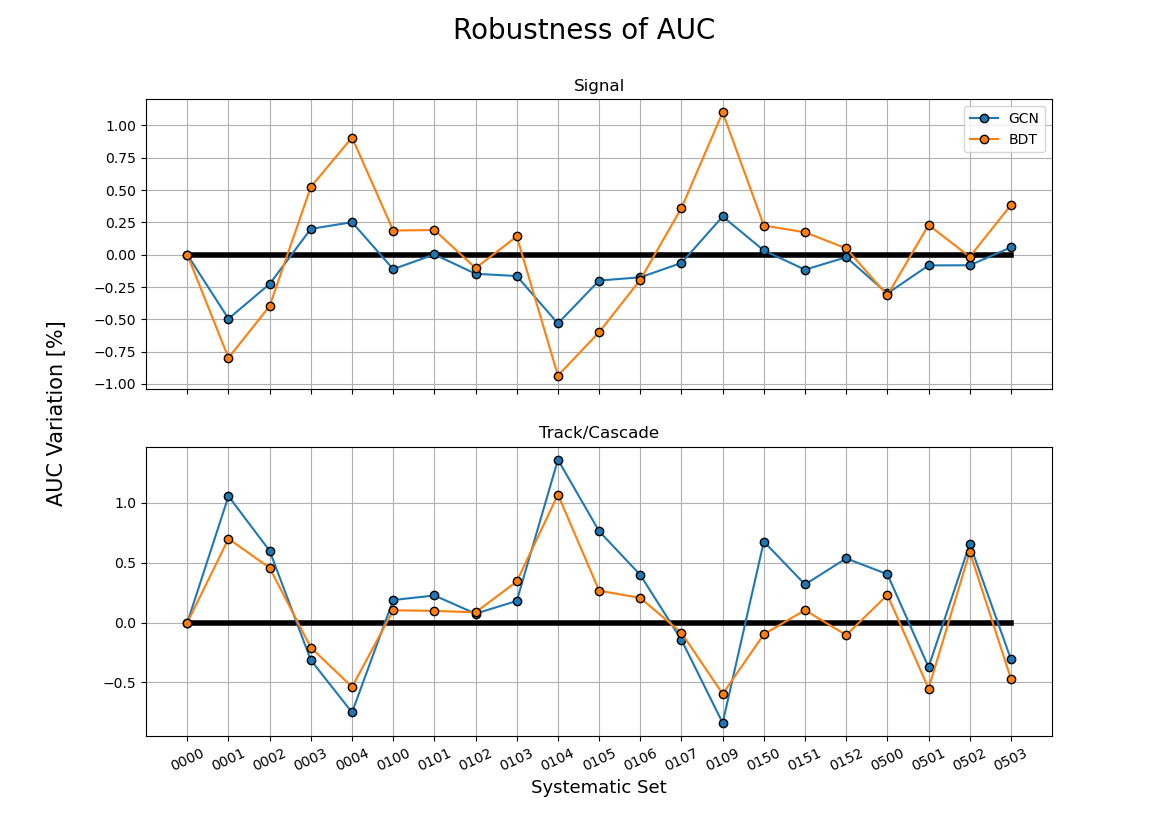 Robustness of AUC
Signal
GCN
BDT
1.00
0.75
0.50
0.25
0.00
−0.25
−0.50
−0.75
−1.00
AUC Variation [%]
Track/Cascade
1.0
0.5
0.0
−0.5
0000 0001 0002 0003 0004 0100 0101 0102 0103 0104 0105 0106 0107 0109 0150 0151 0152 0500 0501 0502 0503
Systematic Set